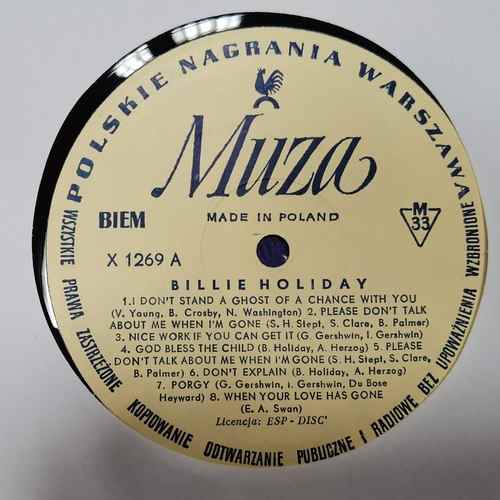 POLSKIE NAGRANIA WARSZAWA
Muza
MADE IN POLAND
BIEM
M
33
X 1269 A
BILLIE HOLIDAY
1. I DON'T STAND A GHOST OF A CHANCE WITH YOU
(V. Young, B. Crosby, N. Washington) 2. PLEASE DON'T TALK
ABOUT ME WHEN I'M GONE (S. H. Stept, S. Clare, B. Palmer)
3. NICE WORK IF YOU CAN GET IT (G. Gershwin, I. Gershwin)
4. GOD BLESS THE CHILD (B. Holiday, A. Herzog) 5. PLEASE
DON'T TALK ABOUT ME WHEN I'M GONE (S. H. Stept, S. Clare,
B. Palmer) 6. DON'T EXPLAIN (B. Holiday, A. Herzog)
7. PORGY (G. Gershwin, I. Gershwin, Du Bose
Heyward) 8. WHEN YOUR LOVE HAS GONE
(E. A. Swan)
Licencja: ESP - DISC'
WSZYSTKIE PRAWA ZASTRZEŻONE KOPIOWANIE ODTWARZANIE PUBLICZNE I RADIOWE BEZ UPOWAŻNIENIA WZBRONIONE